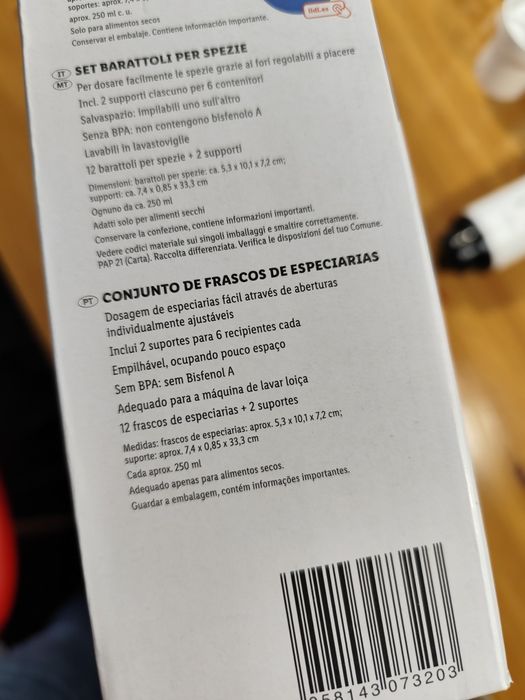 soportes: aprox. 7,4 x
aprox. 250 ml c. u.
Solo para alimentos secos
Conservar el embalaje. Contiene información importante.
lidl.es
IT MT SET BARATTOLI PER SPEZIE
Per dosare facilmente le spezie grazie ai fori regolabili a piacere
Incl. 2 supporti ciascuno per 6 contenitori
Salvaspazio: impilabili uno sull'altro
Senza BPA: non contengono bisfenolo A
Lavabili in lavastoviglie
12 barattoli per spezie + 2 supporti
Dimensioni: barattoli per spezie: ca. 5,3 x 10,1 x 7,2 cm;
supporti: ca. 7,4 x 0,85 x 33,3 cm
Ognuno da ca. 250 ml
Adatti solo per alimenti secchi
Conservare la confezione, contiene informazioni importanti.
Vedere codici materiale sui singoli imballaggi e smaltire correttamente.
PAP 21 (Carta). Raccolta differenziata. Verifica le disposizioni del tuo Comune.
PT CONJUNTO DE FRASCOS DE ESPECIARIAS
Dosagem de especiarias fácil através de aberturas
individualmente ajustáveis
Inclui 2 suportes para 6 recipientes cada
Empilhável, ocupando pouco espaço
Sem BPA: sem Bisfenol A
Adequado para a máquina de lavar loiça
12 frascos de especiarias + 2 suportes
Medidas: frascos de especiarias: aprox. 5,3 x 10,1 x 7,2 cm;
suporte: aprox. 7,4 x 0,85 x 33,3 cm
Cada aprox. 250 ml
Adequado apenas para alimentos secos.
Guardar a embalagem, contém informações importantes.
058143 073203